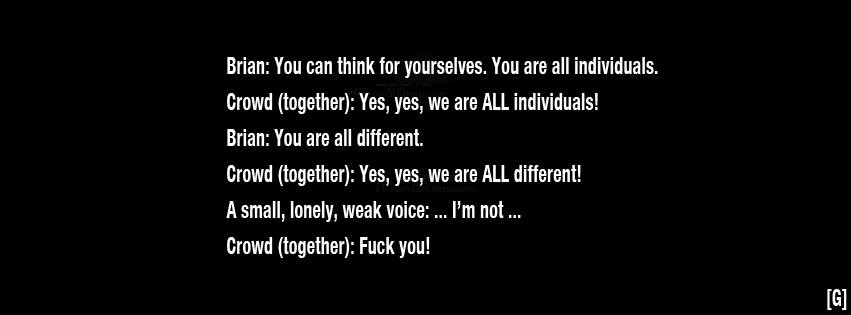 Brian: You can think for yourselves. You are all individuals.
Crowd (together): Yes, yes, we are ALL individuals!
Brian: You are all different.
Crowd (together): Yes, yes, we are ALL different!
A small, lonely, weak voice: ... I’m not ...
Crowd (together): Fuck you!
[G]